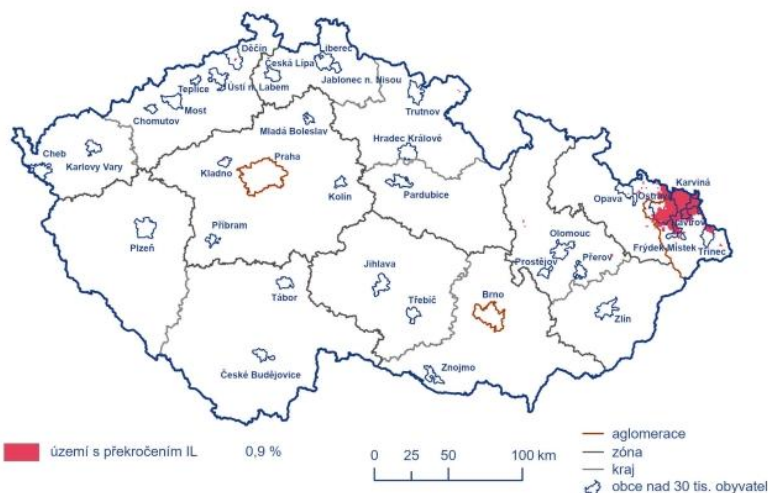 Děčín
Liberec
Česká Lípa
Teplice
Ústí n. Labem
Jablonec n. Nisou
Most
Trutnov
Chomutov
Mladá Boleslav
Hradec Králové
Cheb
Karlovy Vary
Praha
Kladno
Karviná
Kolín
Pardubice
Opava
Ostrava
Havířov
Příbram
Olomouc
Frýdek-Místek
Třinec
Plzeň
Jihlava
Prostějov
Přerov
Tábor
Třebíč
Brno
Zlín
České Budějovice
Znojmo
území s překročením IL 0,9 %
0 25 50 100 km
aglomerace
zóna
kraj
obce nad 30 tis. obyvatel